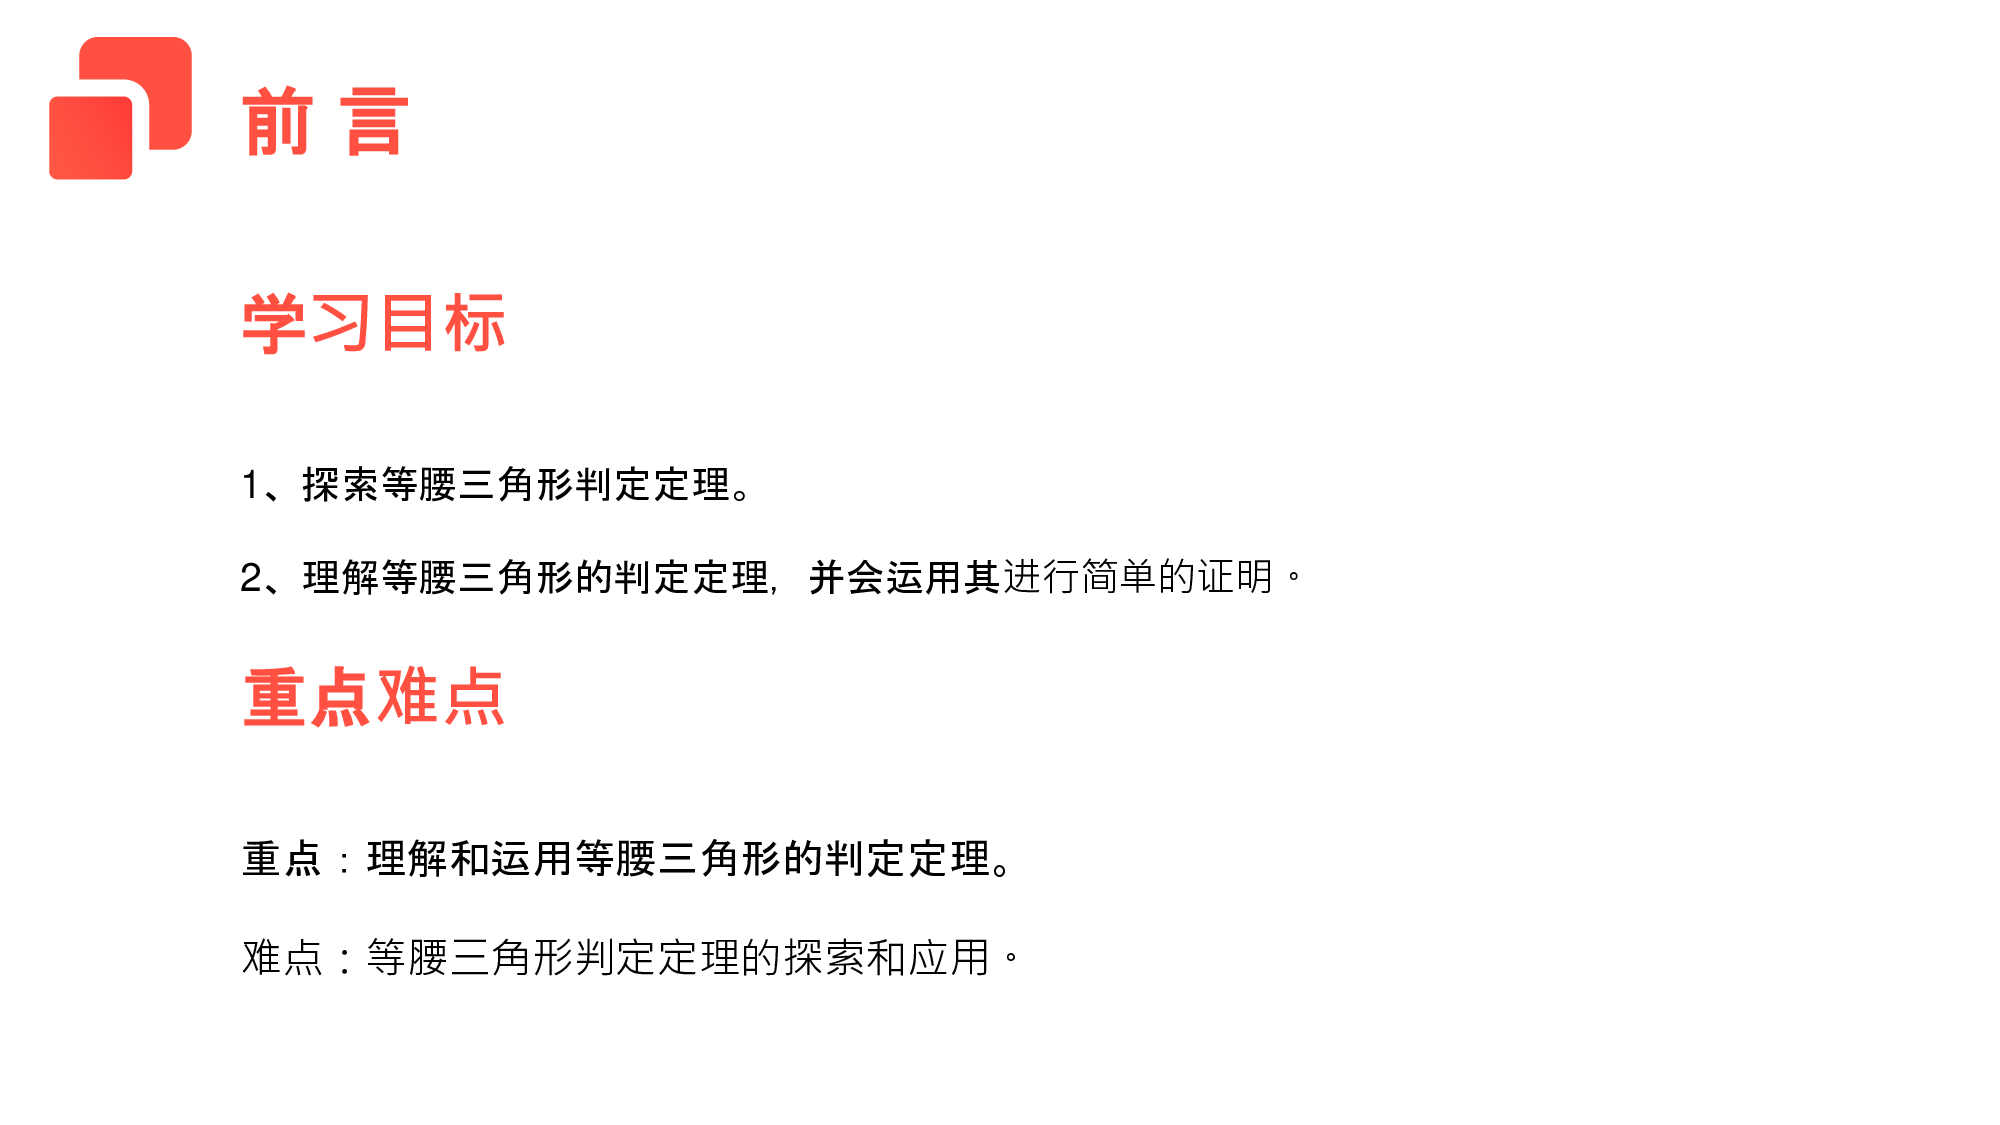 前 言
学习目标
1、探索等腰三角形判定定理。
2、理解等腰三角形的判定定理，并会运用其进行简单的证明。
重点难点
重点：理解和运用等腰三角形的判定定理。
难点：等腰三角形判定定理的探索和应用。